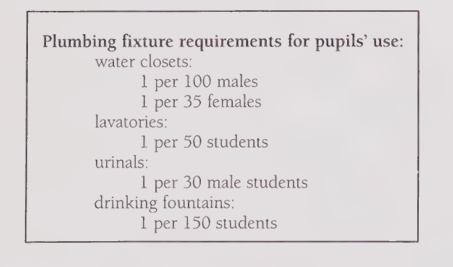 Plumbing fixture requirements for pupils' use:
water closets:
1 per 100 males
1 per 35 females
lavatories:
1 per 50 students
urinals:
1 per 30 male students
drinking fountains:
1 per 150 students